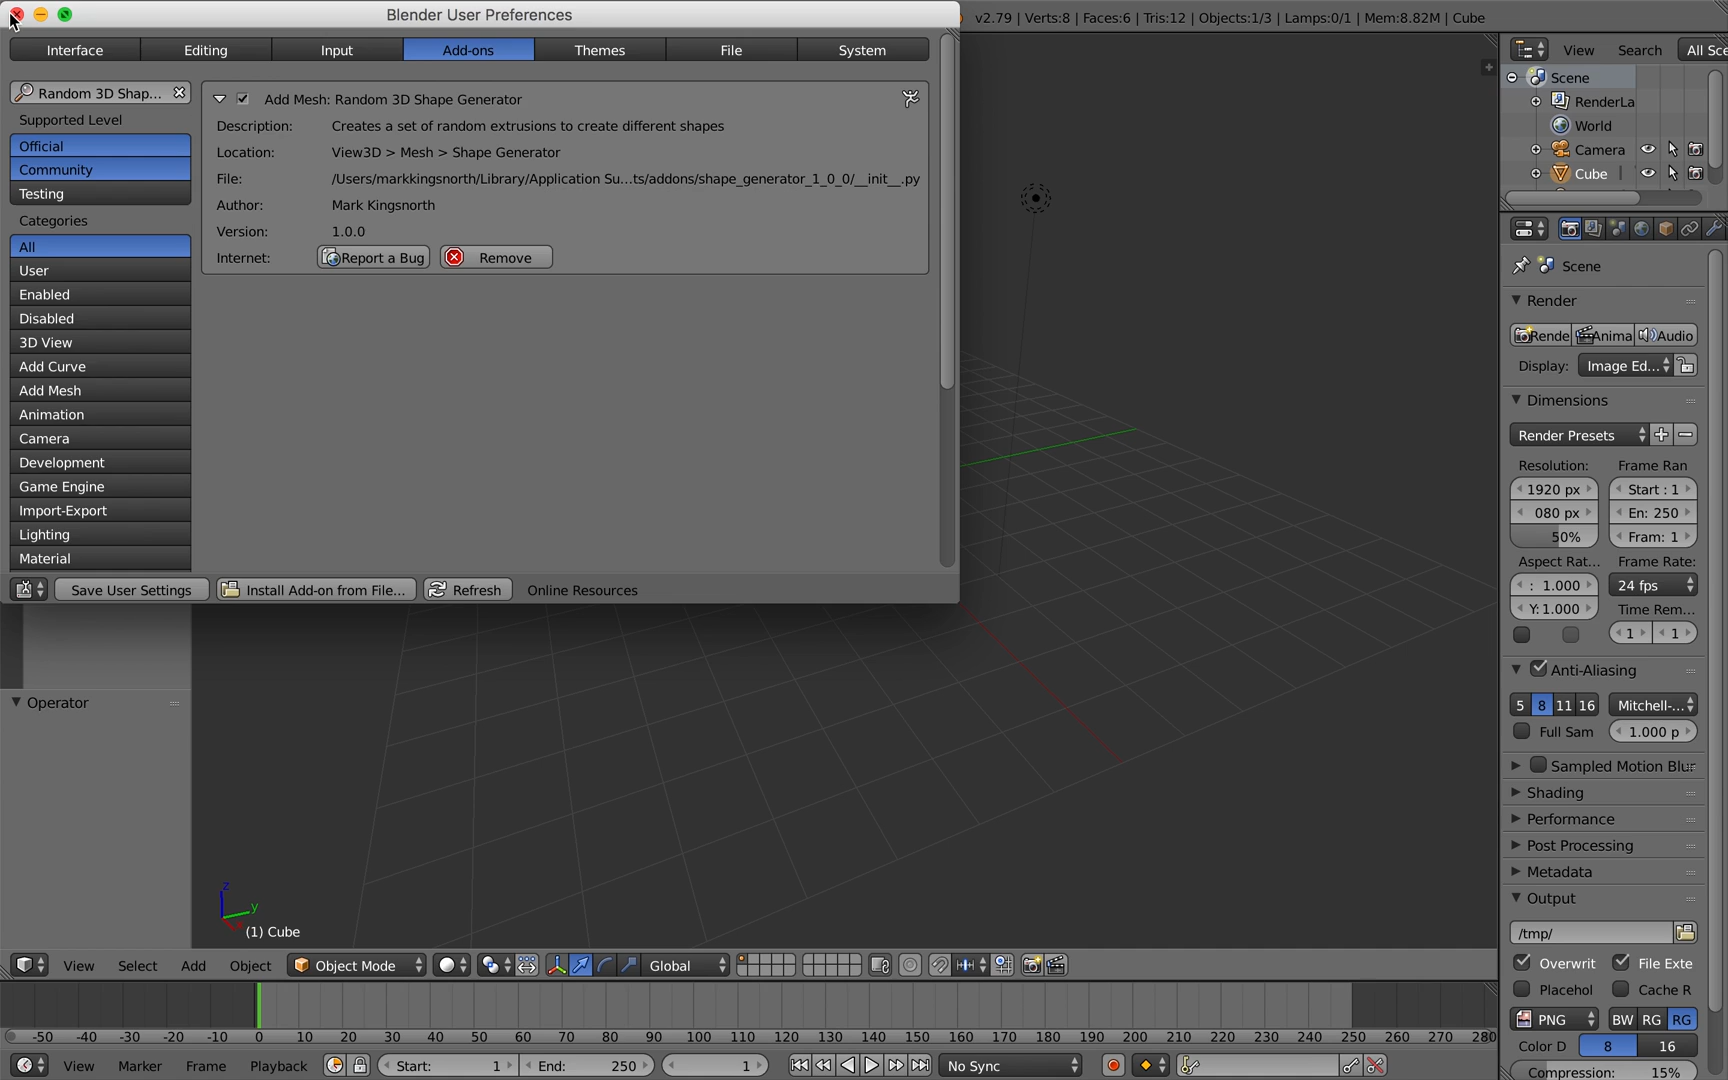 Blender User Preferences
v2.79 | Verts:8 | Faces:6 | Tris:12 | Objects:1/3 | Lamps:0/1 | Mem:8.82M | Cube
Interface
Editing
Input
Add-ons
Themes
File
System
Random 3D Shap...
Supported Level
Official
Community
Testing
Categories
All
User
Enabled
Disabled
3D View
Add Curve
Add Mesh
Animation
Camera
Development
Game Engine
Import-Export
Lighting
Material
Add Mesh: Random 3D Shape Generator
Description: Creates a set of random extrusions to create different shapes
Location: View3D > Mesh > Shape Generator
File: /Users/markkingsnorth/Library/Application Su...ts/addons/shape_generator_1_0_0/__init__.py
Author: Mark Kingsnorth
Version: 1.0.0
Internet: Report a Bug Remove
Save User Settings
Install Add-on from File...
Refresh
Online Resources
Operator
z
y
(1) Cube
View Search All Sce
Scene
RenderLa
World
Camera
Cube
Scene
Render
Rende Anima Audio
Display: Image Ed...
Dimensions
Render Presets
Resolution: Frame Ran
1920 px Start : 1
080 px En: 250
50% Fram: 1
Aspect Rat... Frame Rate:
: 1.000 24 fps
Y: 1.000 Time Rem...
1 1
Anti-Aliasing
5 8 11 16 Mitchell-...
Full Sam 1.000 p
Sampled Motion Blur
Shading
Performance
Post Processing
Metadata
Output
/tmp/
Overwrit File Exte
Placehol Cache R
PNG BW RG RG
Color D 8 16
Compression: 15%
View Select Add Object Object Mode Global
-50 -40 -30 -20 -10 0 10 20 30 40 50 60 70 80 90 100 110 120 130 140 150 160 170 180 190 200 210 220 230 240 250 260 270 280
View Marker Frame Playback Start: 1 End: 250 1 No Sync